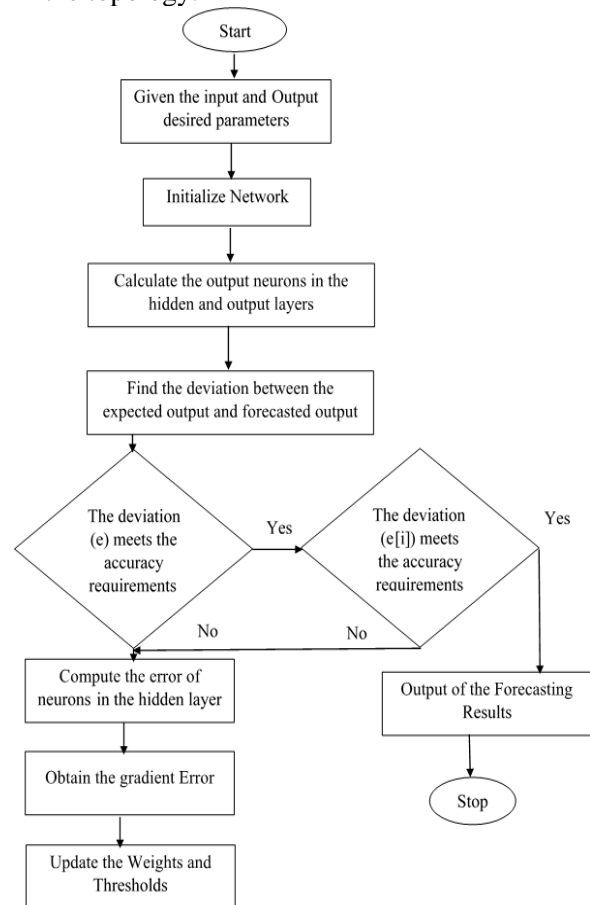 Start
Given the input and Output
desired parameters
Initialize Network
Calculate the output neurons in the
hidden and output layers
Find the deviation between the
expected output and forecasted output
The deviation
(e) meets the
accuracy
requirements
Yes
The deviation
(e[i]) meets
the accuracy
requirements
Yes
No
No
Compute the error of
neurons in the hidden layer
Output of the Forecasting
Results
Obtain the gradient Error
Stop
Update the Weights and
Thresholds